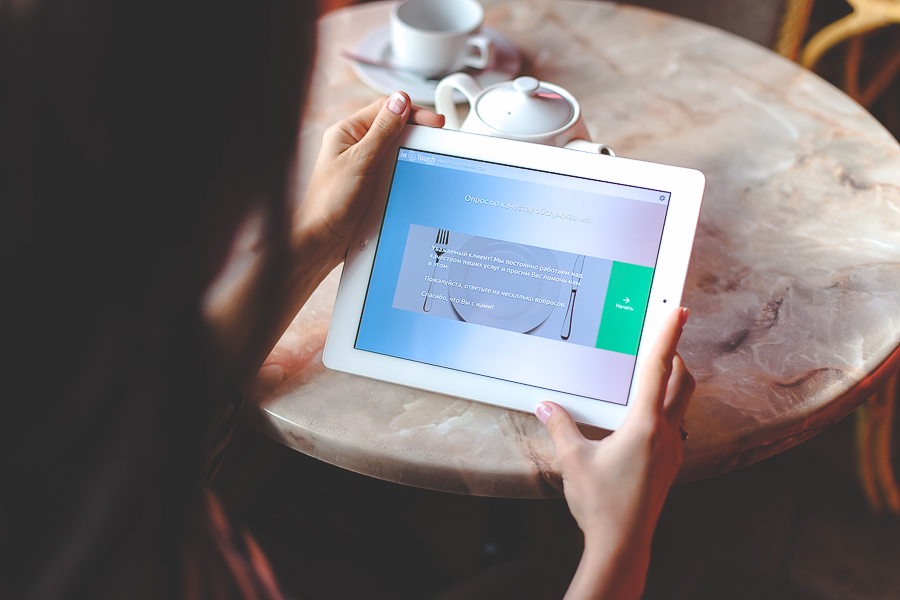 in Touch
Опрос по качеству обслуживания
Уважаемый клиент! Мы постоянно работаем над
качеством наших услуг и просим Вас помочь нам
в этом.
Пожалуйста, ответьте на несколько вопросов.
Спасибо, что Вы с нами!
Начать